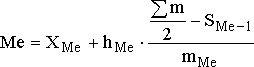 Me = X_Me + h_Me · (∑m/2 − S_Me−1)/m_Me